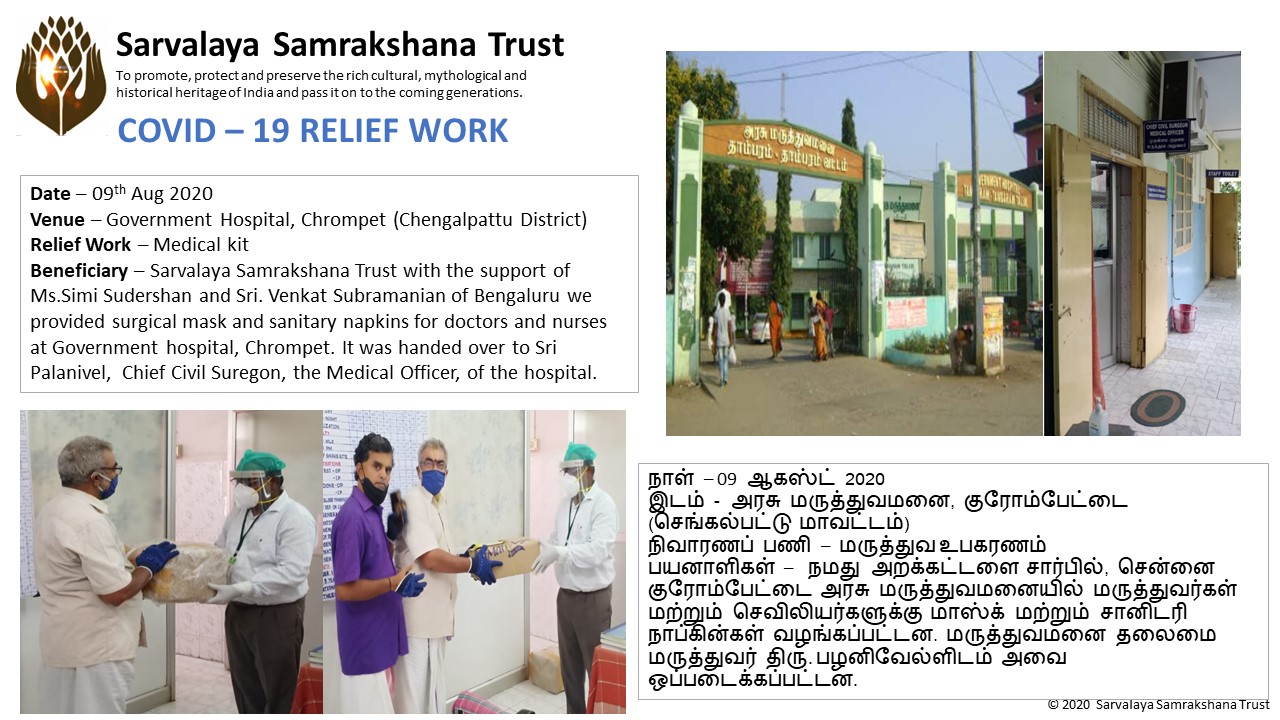 Sarvalaya Samrakshana Trust
To promote, protect and preserve the rich cultural, mythological and
historical heritage of India and pass it on to the coming generations.
COVID – 19 RELIEF WORK
Date – 09th Aug 2020
Venue – Government Hospital, Chrompet (Chengalpattu District)
Relief Work – Medical kit
Beneficiary – Sarvalaya Samrakshana Trust with the support of
Ms.Simi Sudershan and Sri. Venkat Subramanian of Bengaluru we
provided surgical mask and sanitary napkins for doctors and nurses
at Government hospital, Chrompet. It was handed over to Sri
Palanivel, Chief Civil Suregon, the Medical Officer, of the hospital.
அரசு மருத்துவமனை
தாம்பரம் - தாம்பரம் வட்டம்
GOVERNMENT HOSPITAL
TAMBARAM - TAMBARAM TALUK
CHIEF CIVIL SURGEON
MEDICAL OFFICER
STAFF TOILET
நாள் – 09 ஆகஸ்ட் 2020
இடம் - அரசு மருத்துவமனை, குரோம்பேட்டை
(செங்கல்பட்டு மாவட்டம்)
நிவாரணப் பணி – மருத்துவ உபகரணம்
பயனாளிகள் – நமது அறக்கட்டளை சார்பில், சென்னை
குரோம்பேட்டை அரசு மருத்துவமனையில் மருத்துவர்கள்
மற்றும் செவிலியர்களுக்கு மாஸ்க் மற்றும் சானிடரி
நாப்கின்கள் வழங்கப்பட்டன. மருத்துவமனை தலைமை
மருத்துவர் திரு. பழனிவேல்ளிடம் அவை
ஒப்படைக்கப்பட்டன.
© 2020 Sarvalaya Samrakshana Trust